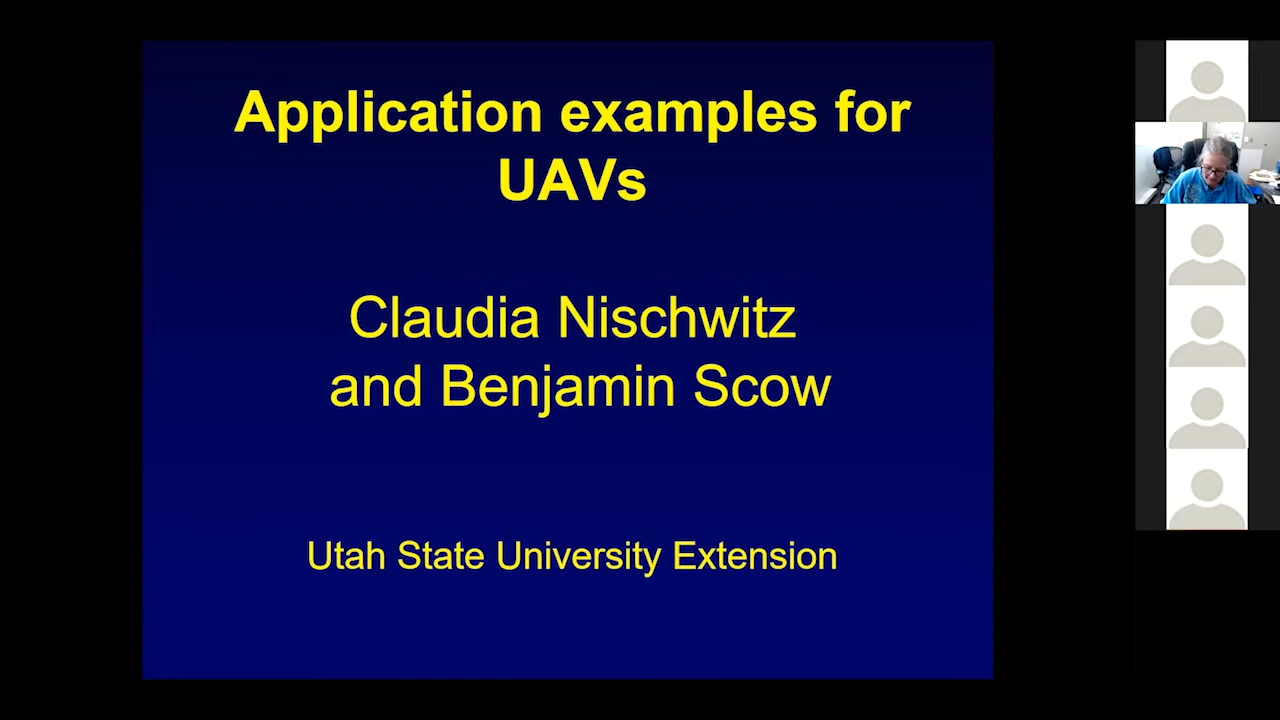 Application examples for
UAVs
Claudia Nischwitz
and Benjamin Scow
Utah State University Extension